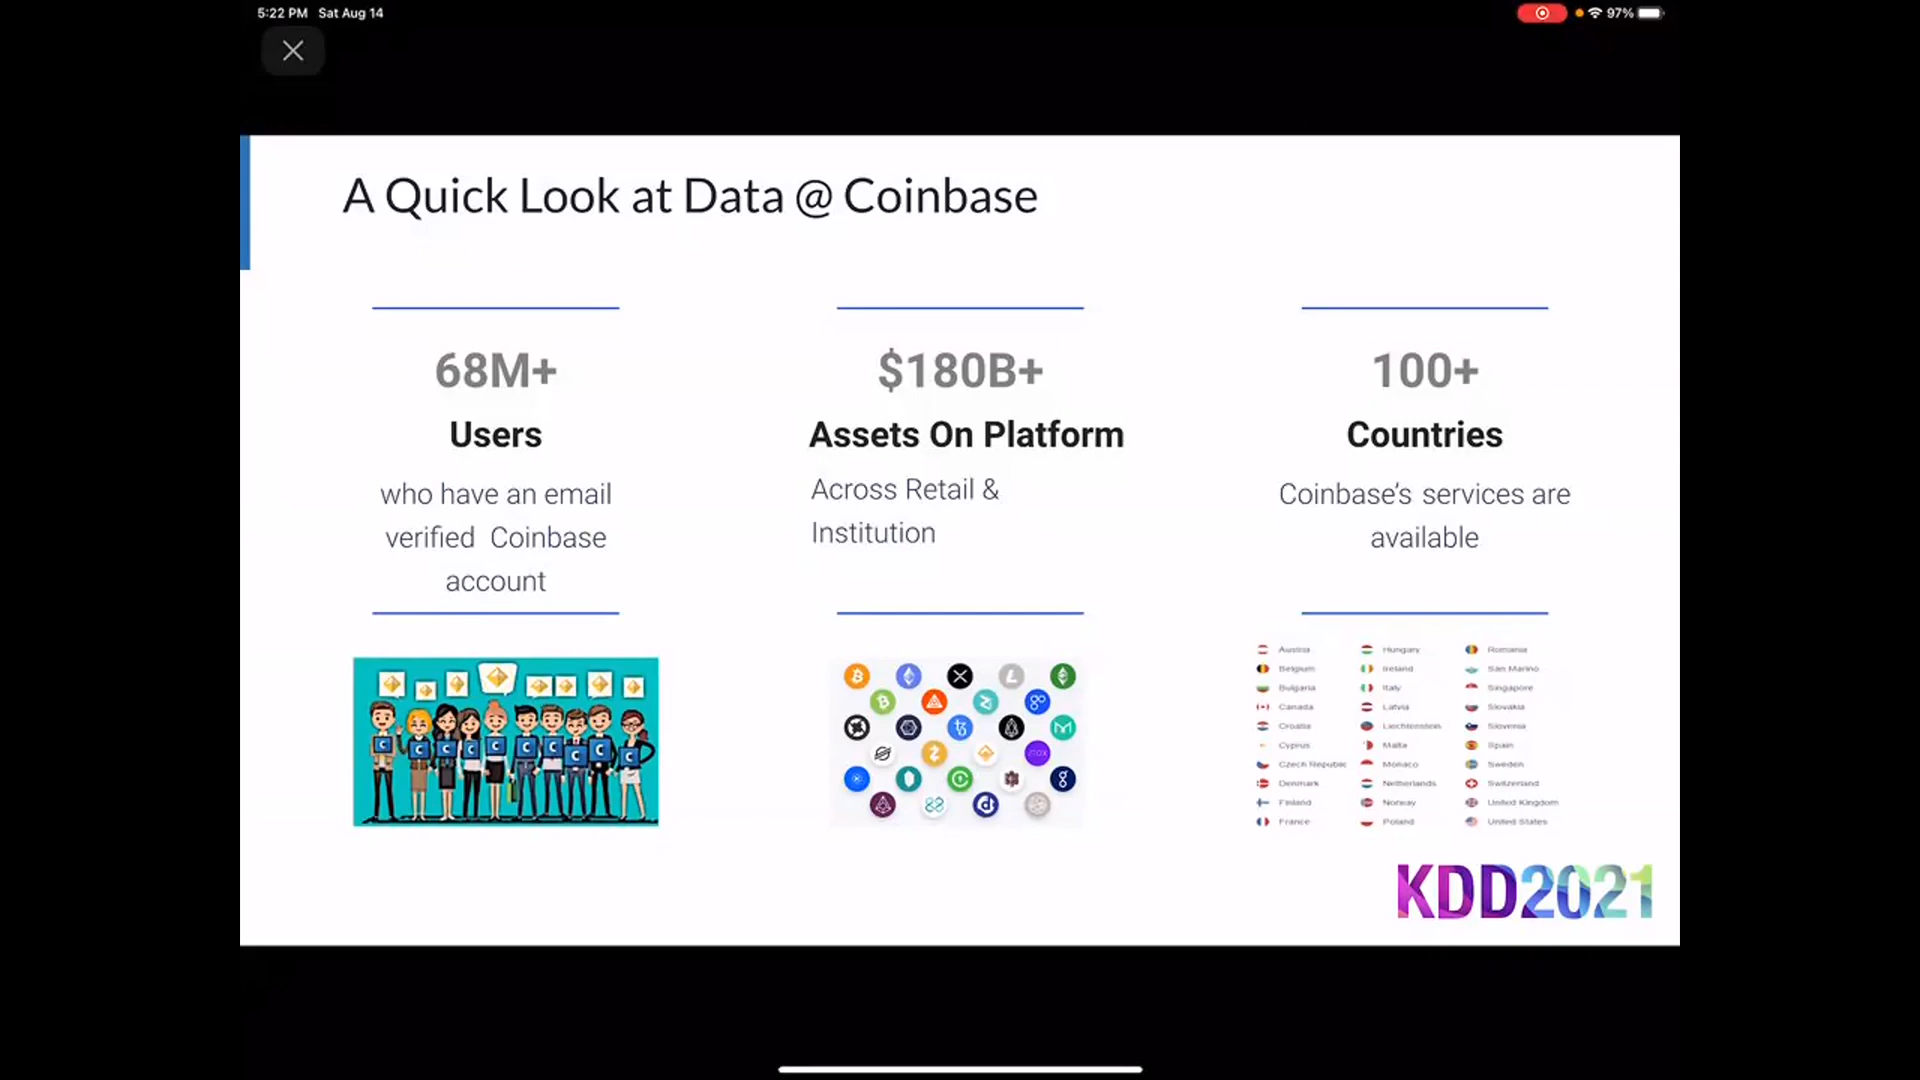 5:22 PM Sat Aug 14
97%
A Quick Look at Data @ Coinbase
68M+
Users
who have an email
verified Coinbase
account
$180B+
Assets On Platform
Across Retail &
Institution
100+
Countries
Coinbase's services are
available
Austria
Belgium
Bulgaria
Canada
Croatia
Cyprus
Czech Republic
Denmark
Finland
France
Hungary
Ireland
Italy
Latvia
Liechtenstein
Malta
Monaco
Netherlands
Norway
Poland
Romania
San Marino
Singapore
Slovakia
Slovenia
Spain
Sweden
Switzerland
United Kingdom
United States
KDD2021